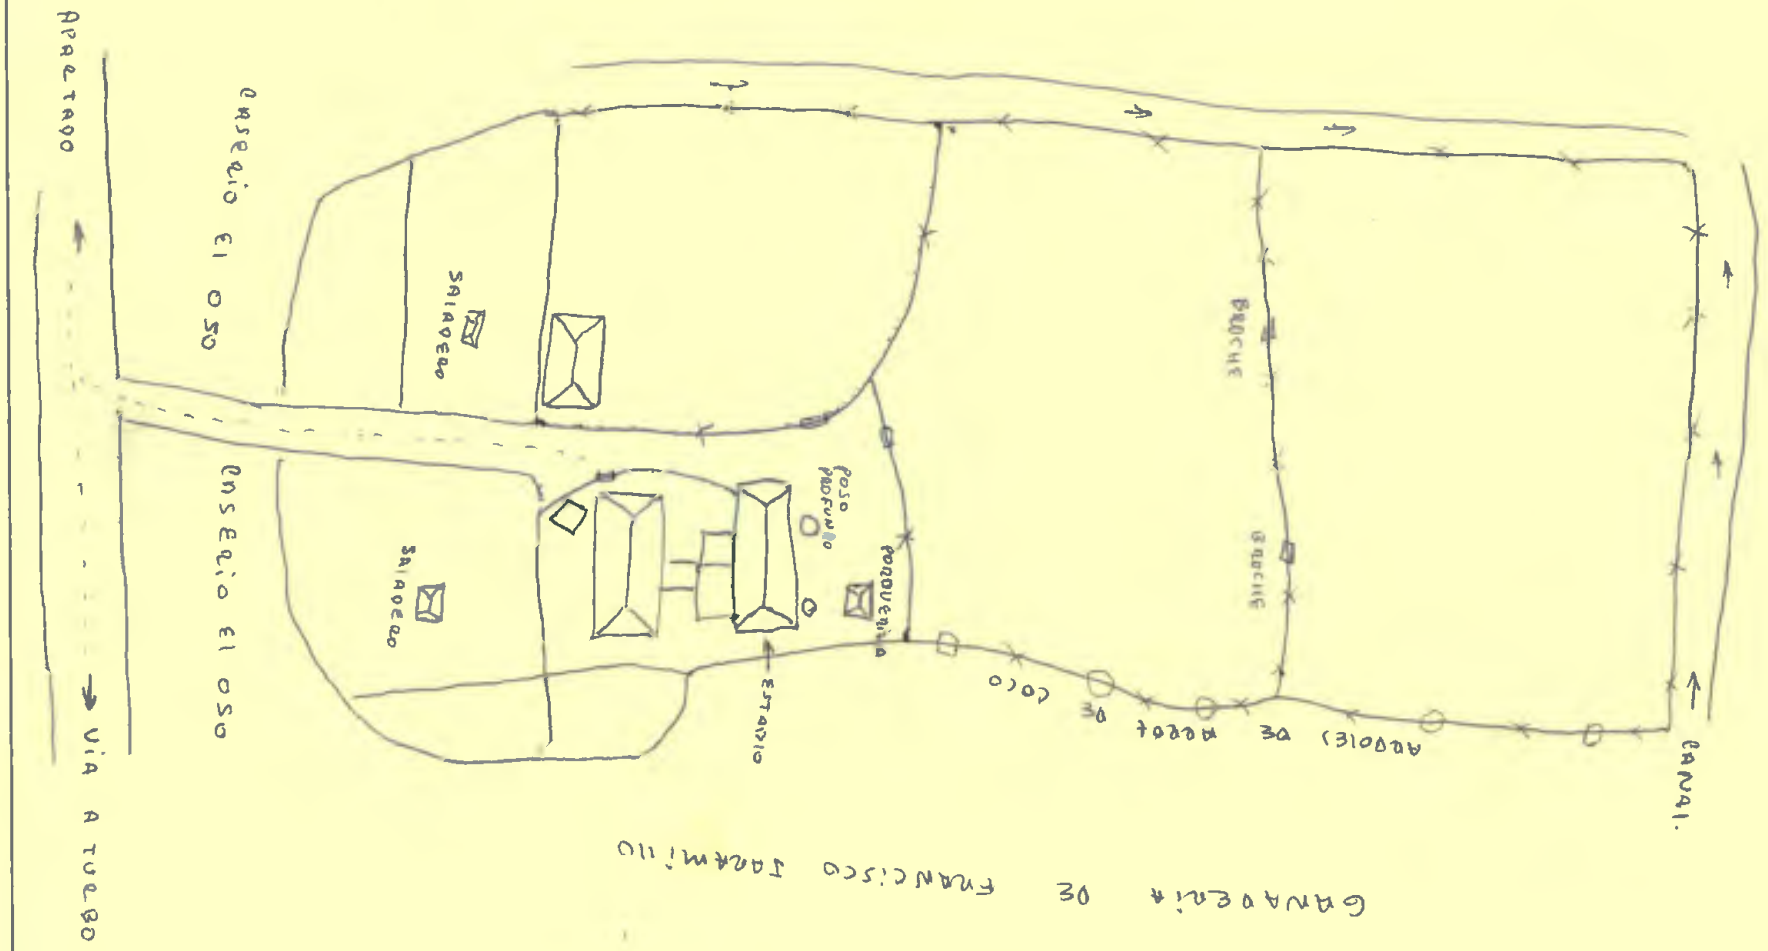 APARTADO
VIA A TURBO
CASERIO El OSO
CASERIO El OSO
SAlADERO
SAlADERO
POSO
PROFUNDO
PORQUERIzA
ESTABlO
BROCHE
BROCHE
ARBOlES DE ARROz DE COCO
CANAl.
GANADERIA DE FRANCISCO JARAMIllO